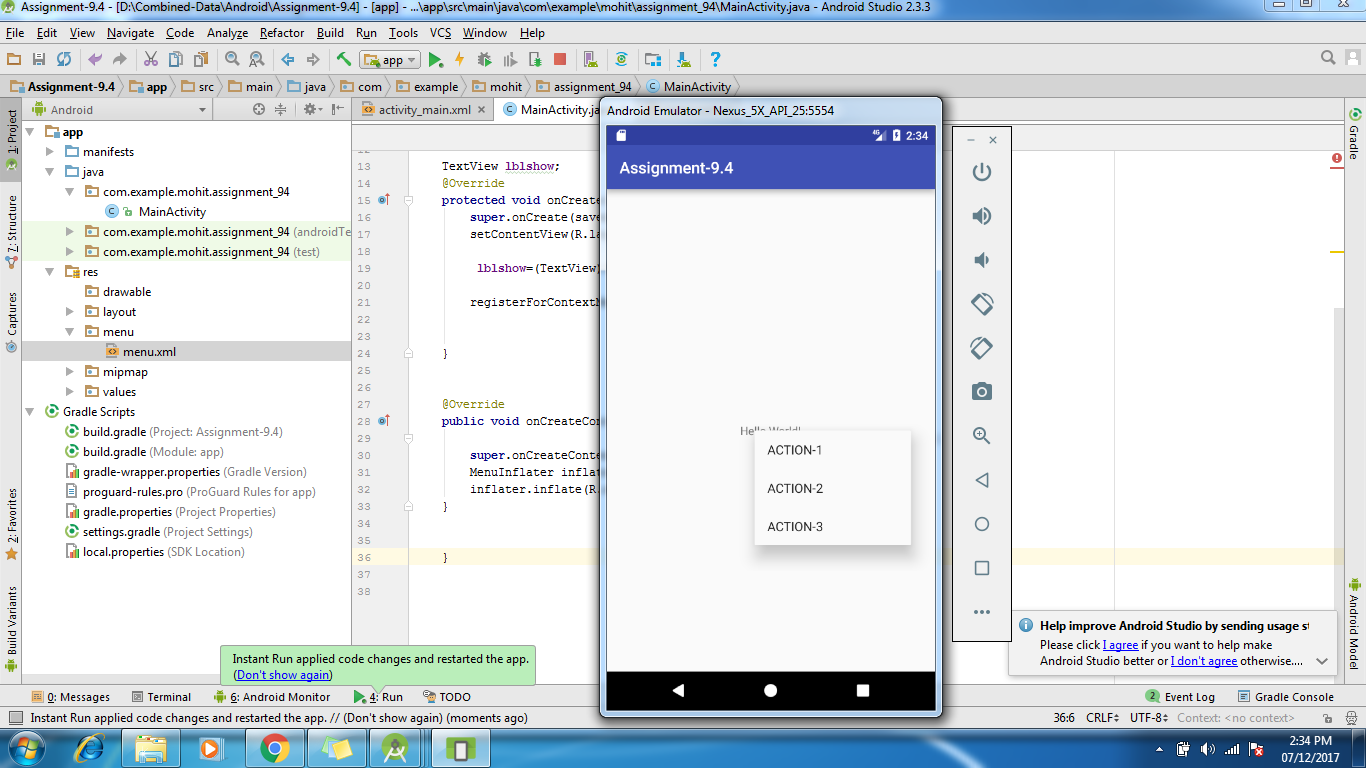 Assignment-9.4 - [D:\Combined-Data\Android\Assignment-9.4] - [app] - ...\app\src\main\java\com\example\mohit\assignment_94\MainActivity.java - Android Studio 2.3.3
File Edit View Navigate Code Analyze Refactor Build Run Tools VCS Window Help
app
Assignment-9.4 app src main java com example mohit assignment_94 MainActivity
Android
activity_main.xml
MainActivity.ja
1: Project
7: Structure
Captures
2: Favorites
Build Variants
app
manifests
java
com.example.mohit.assignment_94
MainActivity
com.example.mohit.assignment_94 (androidTe
com.example.mohit.assignment_94 (test)
res
drawable
layout
menu
menu.xml
mipmap
values
Gradle Scripts
build.gradle (Project: Assignment-9.4)
build.gradle (Module: app)
gradle-wrapper.properties (Gradle Version)
proguard-rules.pro (ProGuard Rules for app)
gradle.properties (Project Properties)
settings.gradle (Project Settings)
local.properties (SDK Location)
12
13 TextView lblshow;
14 @Override
15 protected void onCreate
16 super.onCreate(save
17 setContentView(R.la
18
19 lblshow=(TextView)
20
21 registerForContextM
22
23
24 }
25
26
27 @Override
28 public void onCreateCon
29
30 super.onCreateConte
31 MenuInflater inflat
32 inflater.inflate(R.
33 }
34
35
36 }
37
38
Android Emulator - Nexus_5X_API_25:5554
4G 2:34
Assignment-9.4
Hello World!
ACTION-1
ACTION-2
ACTION-3
Gradle
Android Model
Help improve Android Studio by sending usage st
Please click I agree if you want to help make
Android Studio better or I don't agree otherwise....
Instant Run applied code changes and restarted the app.
(Don't show again)
0: Messages Terminal 6: Android Monitor 4: Run TODO 2 Event Log Gradle Console
Instant Run applied code changes and restarted the app. // (Don't show again) (moments ago) 36:6 CRLF UTF-8 Context: <no context>
2:34 PM
07/12/2017